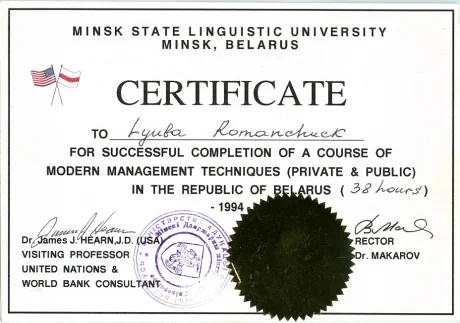 MINSK STATE LINGUISTIC UNIVERSITY
MINSK, BELARUS
CERTIFICATE
TO Lyuba Romanchuck
FOR SUCCESSFUL COMPLETION OF A COURSE OF
MODERN MANAGEMENT TECHNIQUES (PRIVATE & PUBLIC)
IN THE REPUBLIC OF BELARUS (38 hours)
- 1994 -
Dr. James J. HEARN, J.D. (USA)
VISITING PROFESSOR
UNITED NATIONS &
WORLD BANK CONSULTANT
RECTOR
Dr. MAKAROV